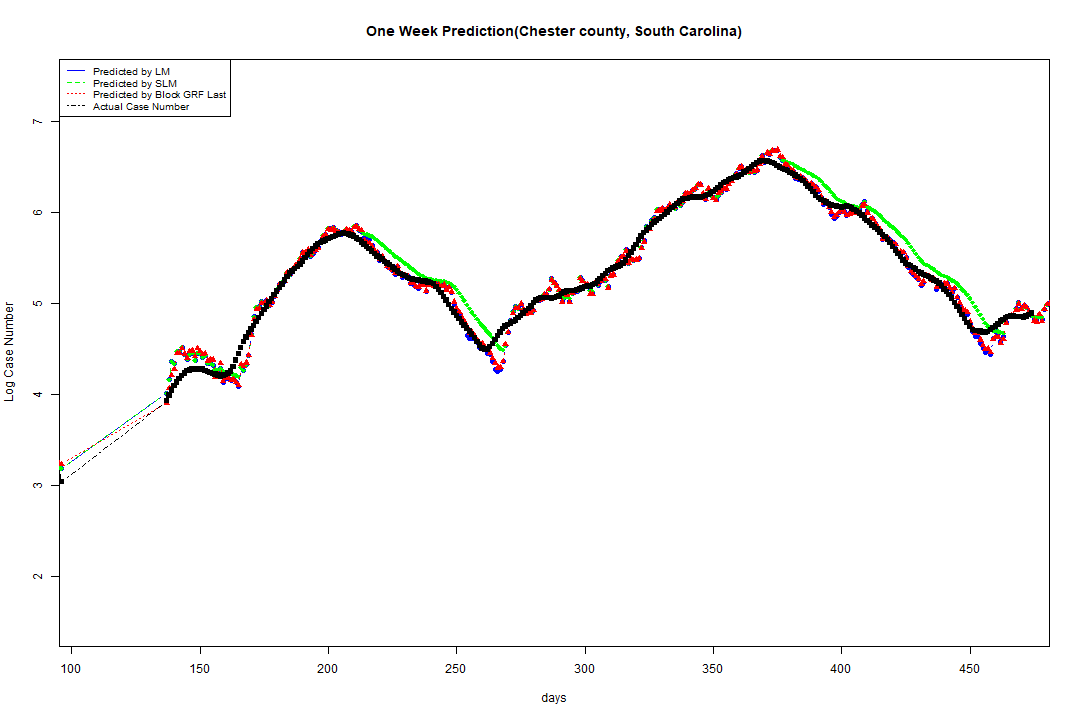 One Week Prediction(Chester county, South Carolina)
Predicted by LM
Predicted by SLM
Predicted by Block GRF Last
Actual Case Number
Log Case Number
7
6
5
4
3
2
100 150 200 250 300 350 400 450
days